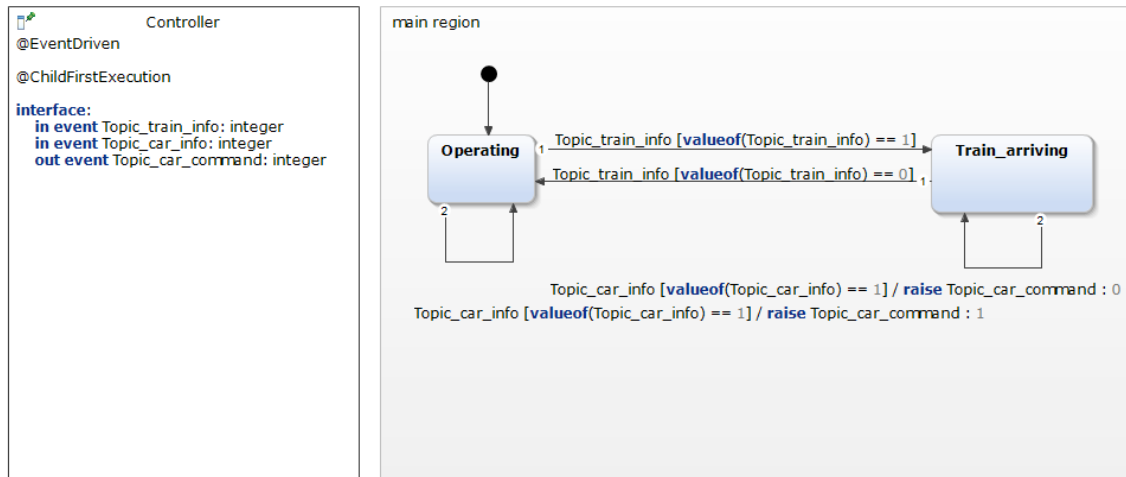 Controller
@EventDriven
@ChildFirstExecution
interface:
in event Topic_train_info: integer
in event Topic_car_info: integer
out event Topic_car_command: integer
main region
Operating
1
Topic_train_info [valueof(Topic_train_info) == 1]
Topic_train_info [valueof(Topic_train_info) == 0]
1
Train_arriving
2
2
Topic_car_info [valueof(Topic_car_info) == 1] / raise Topic_car_command : 0
Topic_car_info [valueof(Topic_car_info) == 1] / raise Topic_car_command : 1